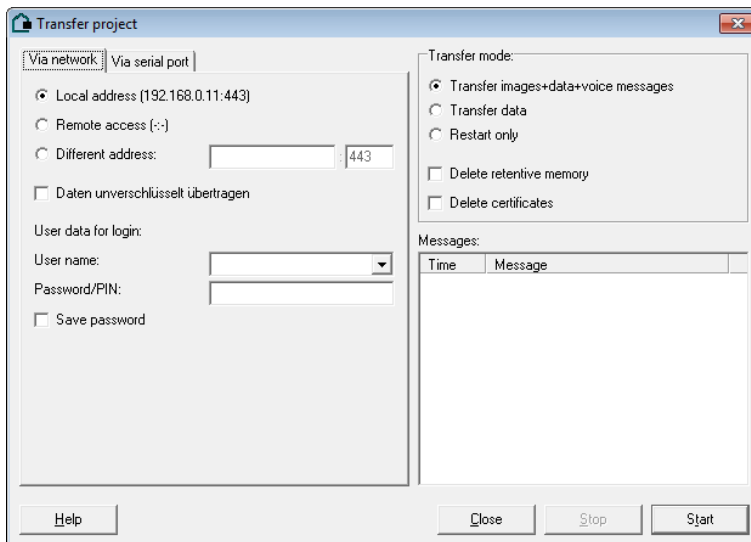 Transfer project
Via network
Via serial port
Local address (192.168.0.11:443)
Remote access (-:-)
Different address:
: 443
Daten unverschlüsselt übertragen
User data for login:
User name:
Password/PIN:
Save password
Transfer mode:
Transfer images+data+voice messages
Transfer data
Restart only
Delete retentive memory
Delete certificates
Messages:
Time Message
Help
Close
Stop
Start